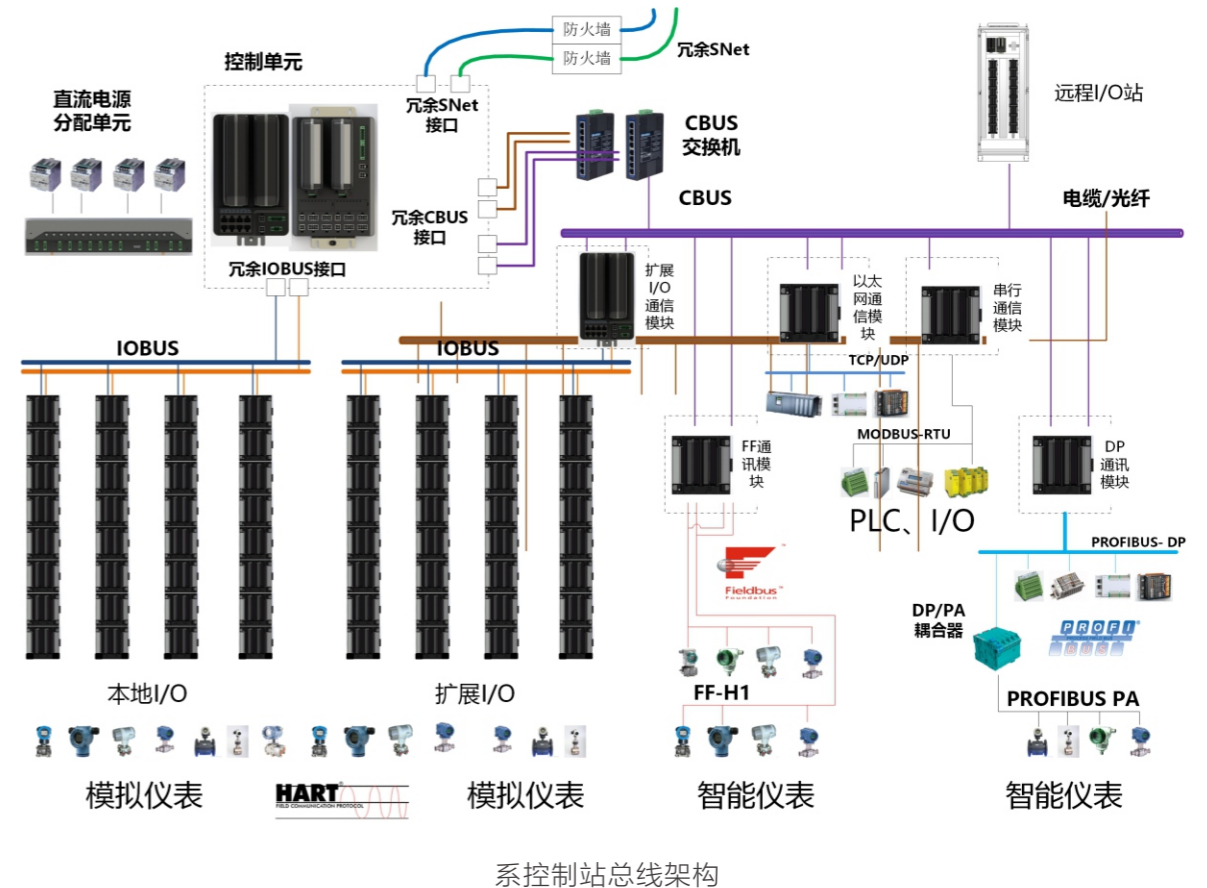 防火墙
防火墙
冗余SNet
控制单元
直流电源
分配单元
冗余SNet
接口
CBUS
交换机
远程I/O站
冗余CBUS
接口
CBUS
电缆/光纤
冗余IOBUS接口
扩展
I/O
通信
模块
以太
网通
信模
块
串行
通信
模块
IOBUS
IOBUS
TCP/UDP
MODBUS-RTU
FF通
讯模
块
DP
通讯
模块
PLC、I/O
PROFIBUS- DP
Fieldbus
Foundation
DP/PA
耦合器
PROFI
BUS
本地I/O
扩展I/O
FF-H1
PROFIBUS PA
模拟仪表
HART
FIELD COMMUNICATION PROTOCOL
模拟仪表
智能仪表
智能仪表
系控制站总线架构